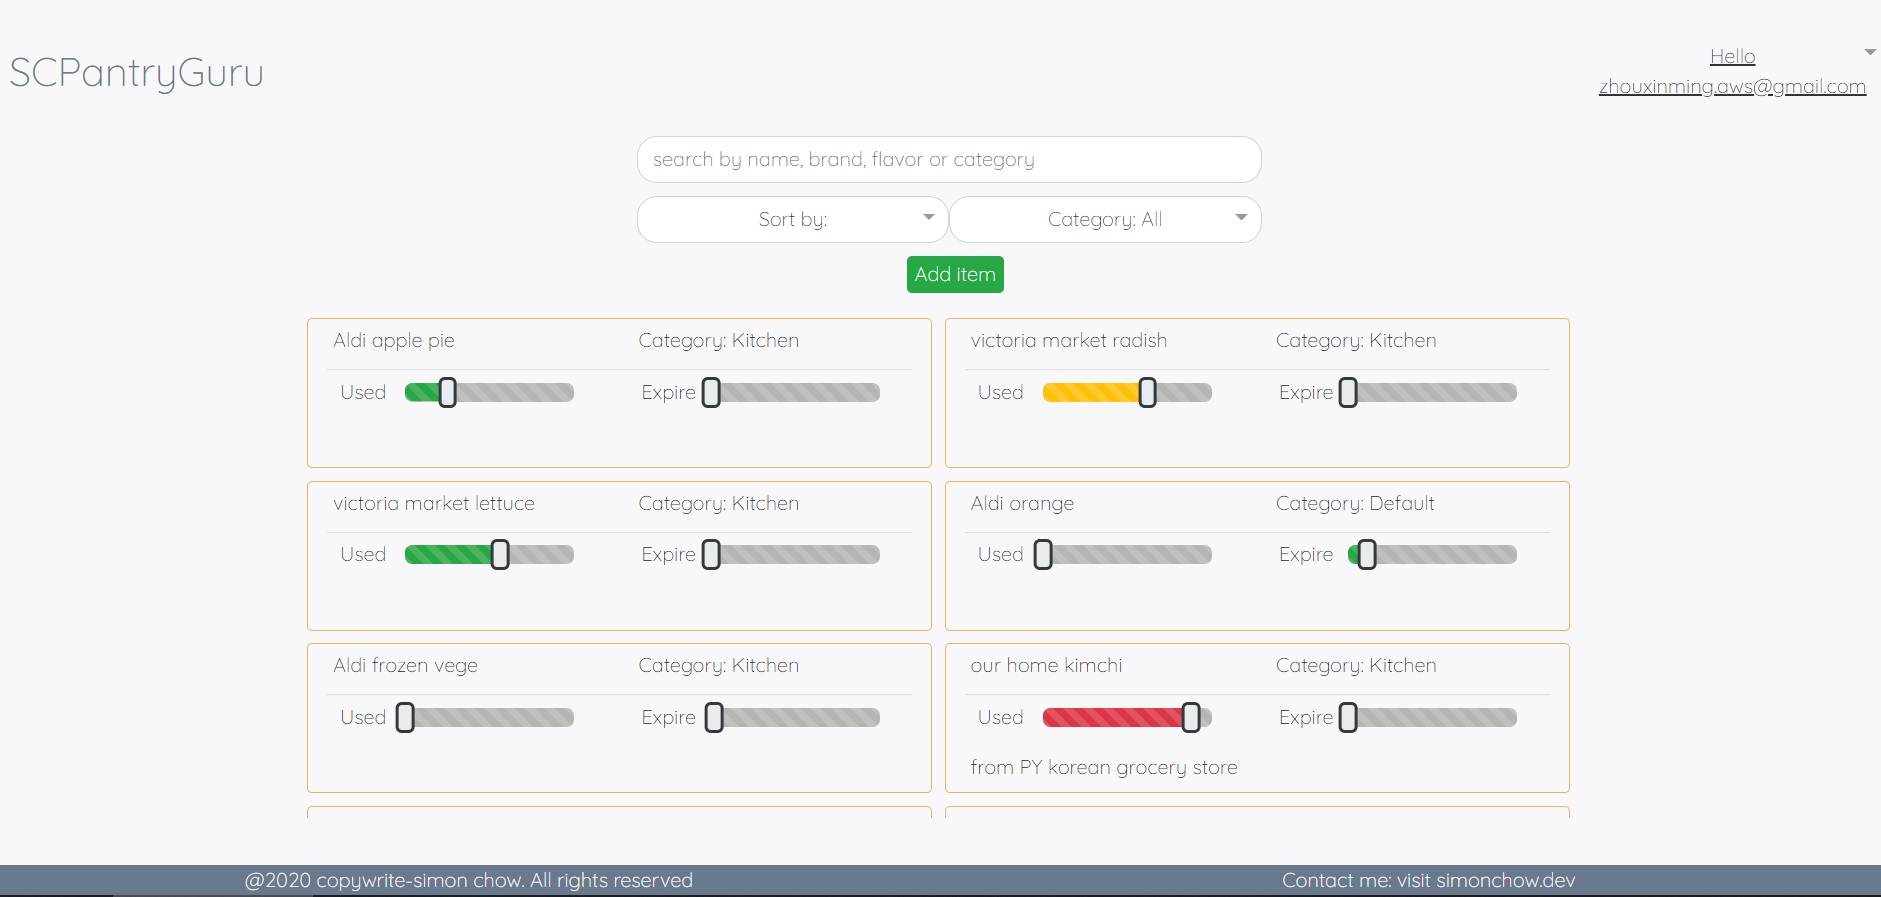 SCPantryGuru
Hello
zhouxinming.aws@gmail.com
search by name, brand, flavor or category
Sort by:
Category: All
Add item
Aldi apple pie
Category: Kitchen
Used
Expire
victoria market radish
Category: Kitchen
Used
Expire
victoria market lettuce
Category: Kitchen
Used
Expire
Aldi orange
Category: Default
Used
Expire
Aldi frozen vege
Category: Kitchen
Used
Expire
our home kimchi
Category: Kitchen
Used
Expire
from PY korean grocery store
@2020 copywrite-simon chow. All rights reserved
Contact me: visit simonchow.dev